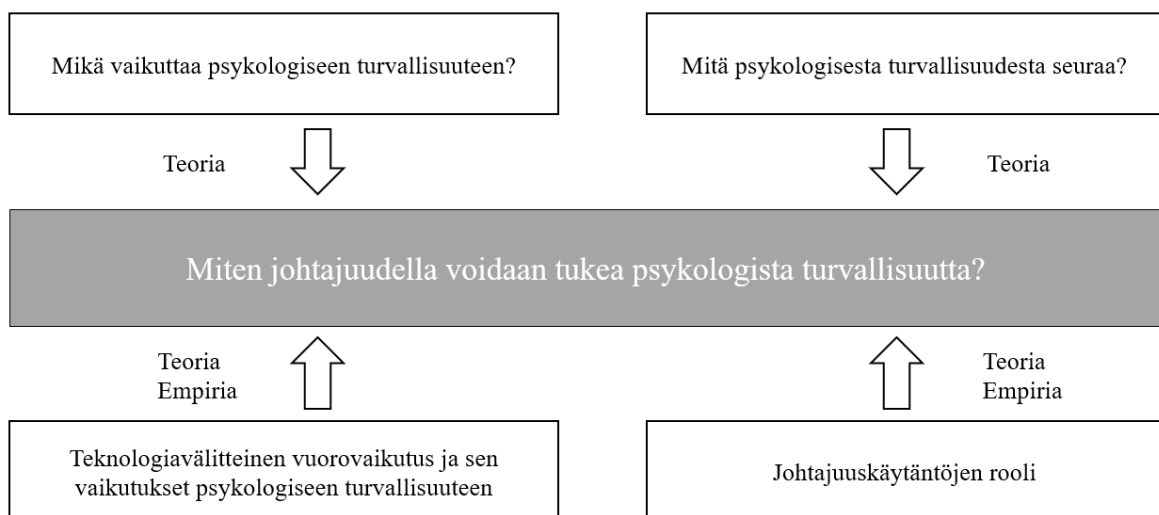 Mikä vaikuttaa psykologiseen turvallisuuteen?
Mitä psykologisesta turvallisuudesta seuraa?
Teoria
Teoria
Miten johtajuudella voidaan tukea psykologista turvallisuutta?
Teoria
Empiria
Teoria
Empiria
Teknologiavälitteinen vuorovaikutus ja sen
vaikutukset psykologiseen turvallisuuteen
Johtajuuskäytäntöjen rooli